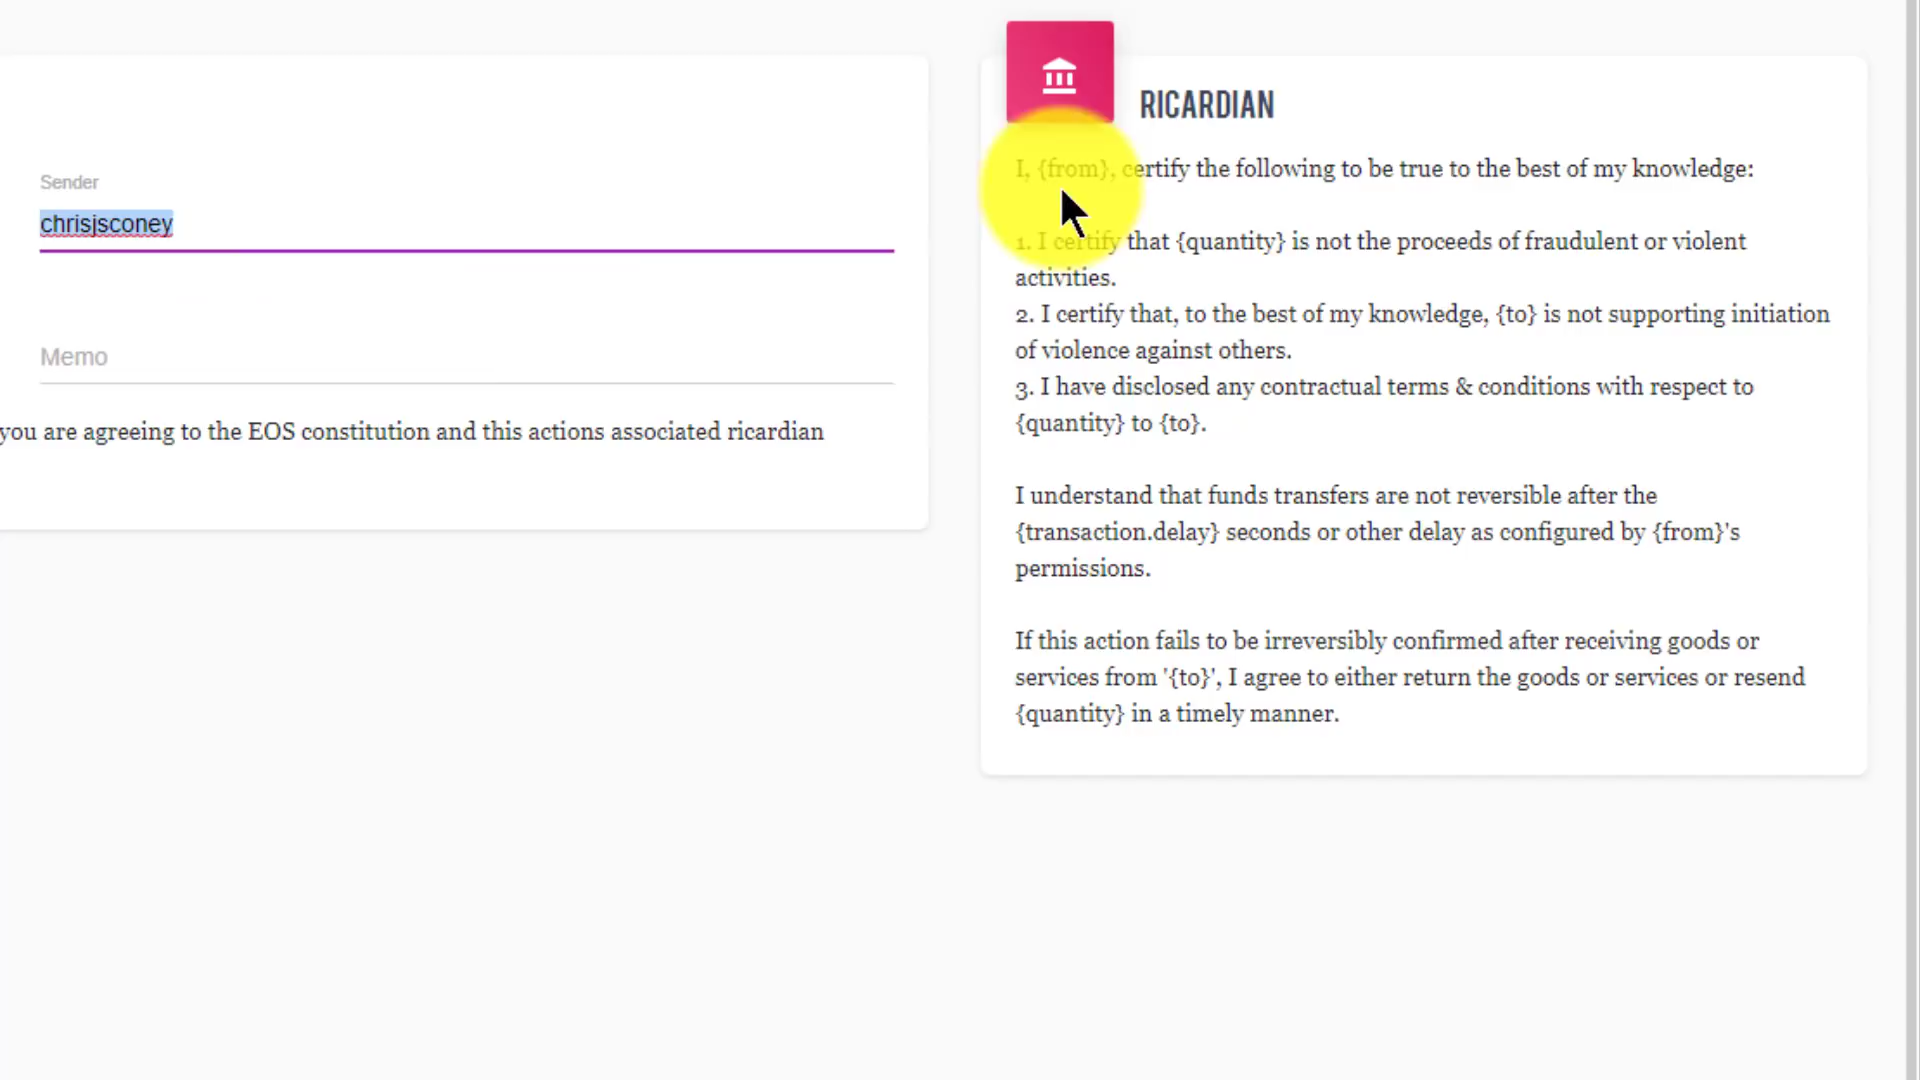 Sender
chrisjsconey
Memo
you are agreeing to the EOS constitution and this actions associated ricardian
RICARDIAN
I, {from}, certify the following to be true to the best of my knowledge:
1. I certify that {quantity} is not the proceeds of fraudulent or violent
activities.
2. I certify that, to the best of my knowledge, {to} is not supporting initiation
of violence against others.
3. I have disclosed any contractual terms & conditions with respect to
{quantity} to {to}.
I understand that funds transfers are not reversible after the
{transaction.delay} seconds or other delay as configured by {from}'s
permissions.
If this action fails to be irreversibly confirmed after receiving goods or
services from '{to}', I agree to either return the goods or services or resend
{quantity} in a timely manner.